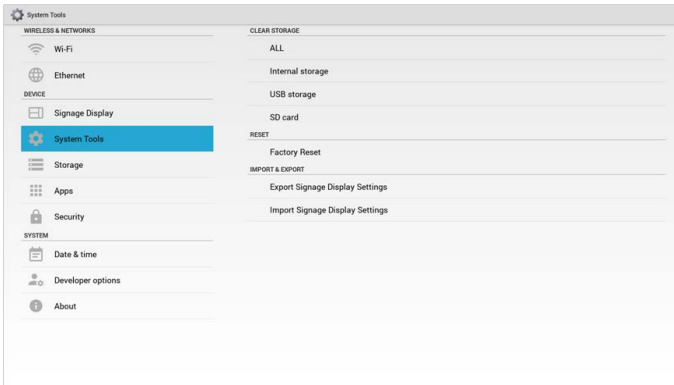 System Tools
WIRELESS & NETWORKS
Wi-Fi
Ethernet
DEVICE
Signage Display
System Tools
Storage
Apps
Security
SYSTEM
Date & time
Developer options
About
CLEAR STORAGE
ALL
Internal storage
USB storage
SD card
RESET
Factory Reset
IMPORT & EXPORT
Export Signage Display Settings
Import Signage Display Settings